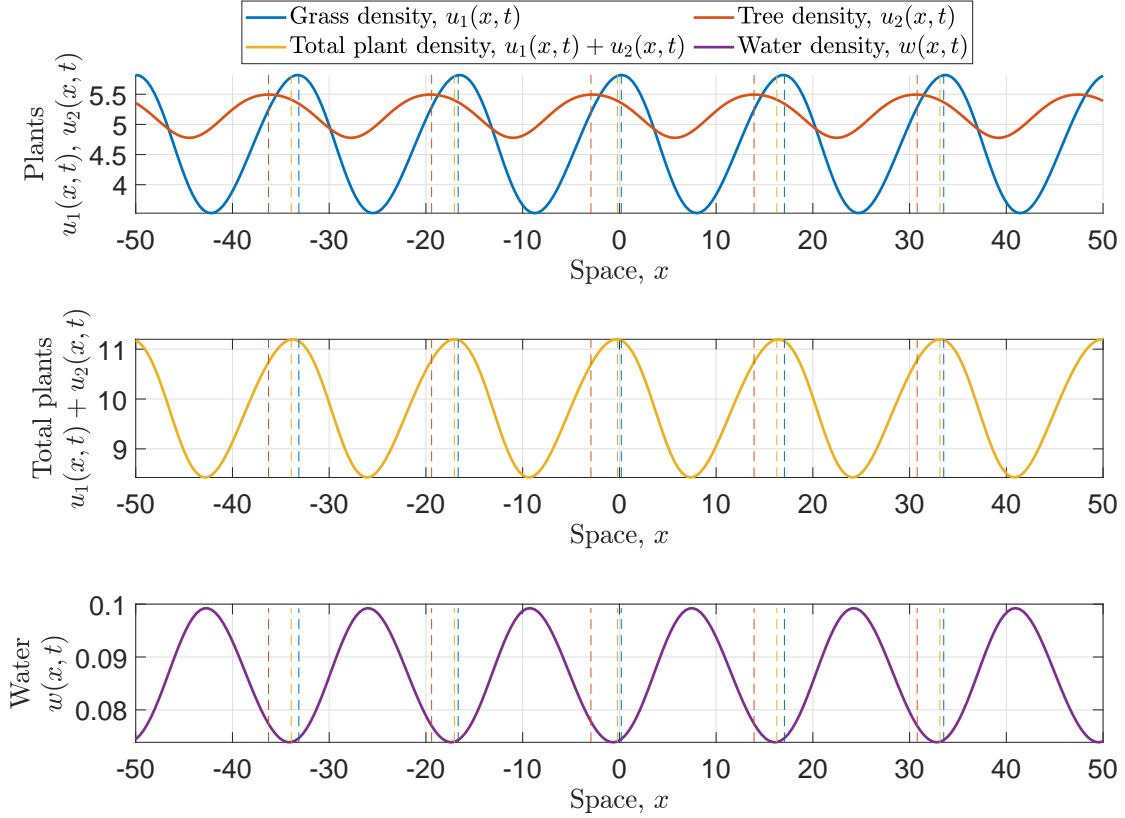 Grass density, u₁(x, t)
Tree density, u₂(x, t)
Total plant density, u₁(x, t) + u₂(x, t)
Water density, w(x, t)
Plants
u₁(x, t), u₂(x, t)
5.5
5
4.5
4
-50 -40 -30 -20 -10 0 10 20 30 40 50
Space, x
Total plants
u₁(x, t) + u₂(x, t)
11
10
9
-50 -40 -30 -20 -10 0 10 20 30 40 50
Space, x
Water
w(x, t)
0.1
0.09
0.08
-50 -40 -30 -20 -10 0 10 20 30 40 50
Space, x